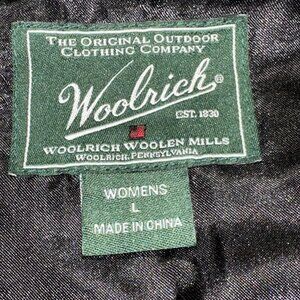 THE ORIGINAL OUTDOOR
CLOTHING COMPANY
Woolrich®
EST. 1830
WOOLRICH WOOLEN MILLS
WOOLRICH, PENNSYLVANIA
WOMENS
L
MADE IN CHINA